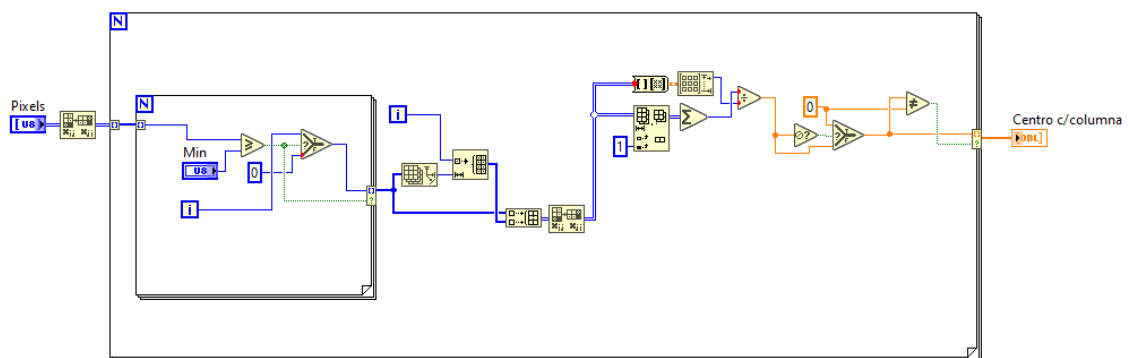 N
N
Pixels
[U8]
Min
U8
0
i
i
1
0
Centro c/columna
DBL]